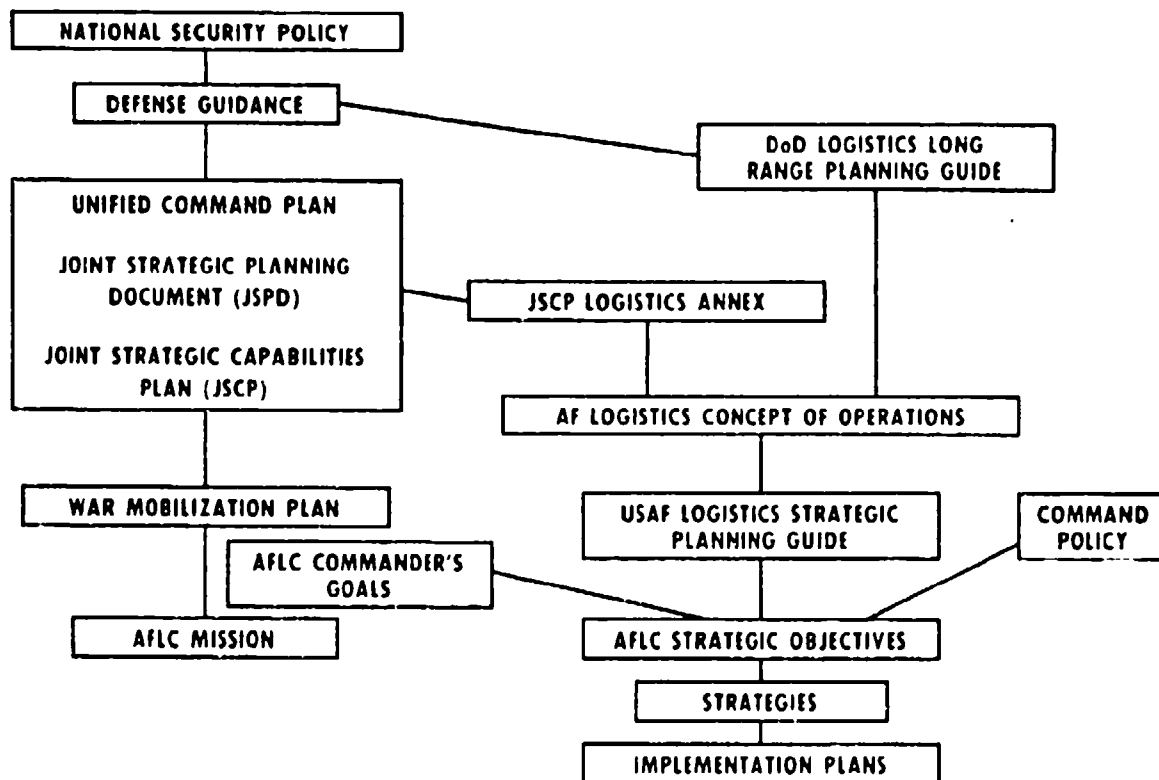 NATIONAL SECURITY POLICY
DEFENSE GUIDANCE
DoD LOGISTICS LONG
RANGE PLANNING GUIDE
UNIFIED COMMAND PLAN
JOINT STRATEGIC PLANNING
DOCUMENT (JSPD)
JOINT STRATEGIC CAPABILITIES
PLAN (JSCP)
JSCP LOGISTICS ANNEX
AF LOGISTICS CONCEPT OF OPERATIONS
WAR MOBILIZATION PLAN
USAF LOGISTICS STRATEGIC
PLANNING GUIDE
COMMAND
POLICY
AFLC COMMANDER'S
GOALS
AFLC MISSION
AFLC STRATEGIC OBJECTIVES
STRATEGIES
IMPLEMENTATION PLANS